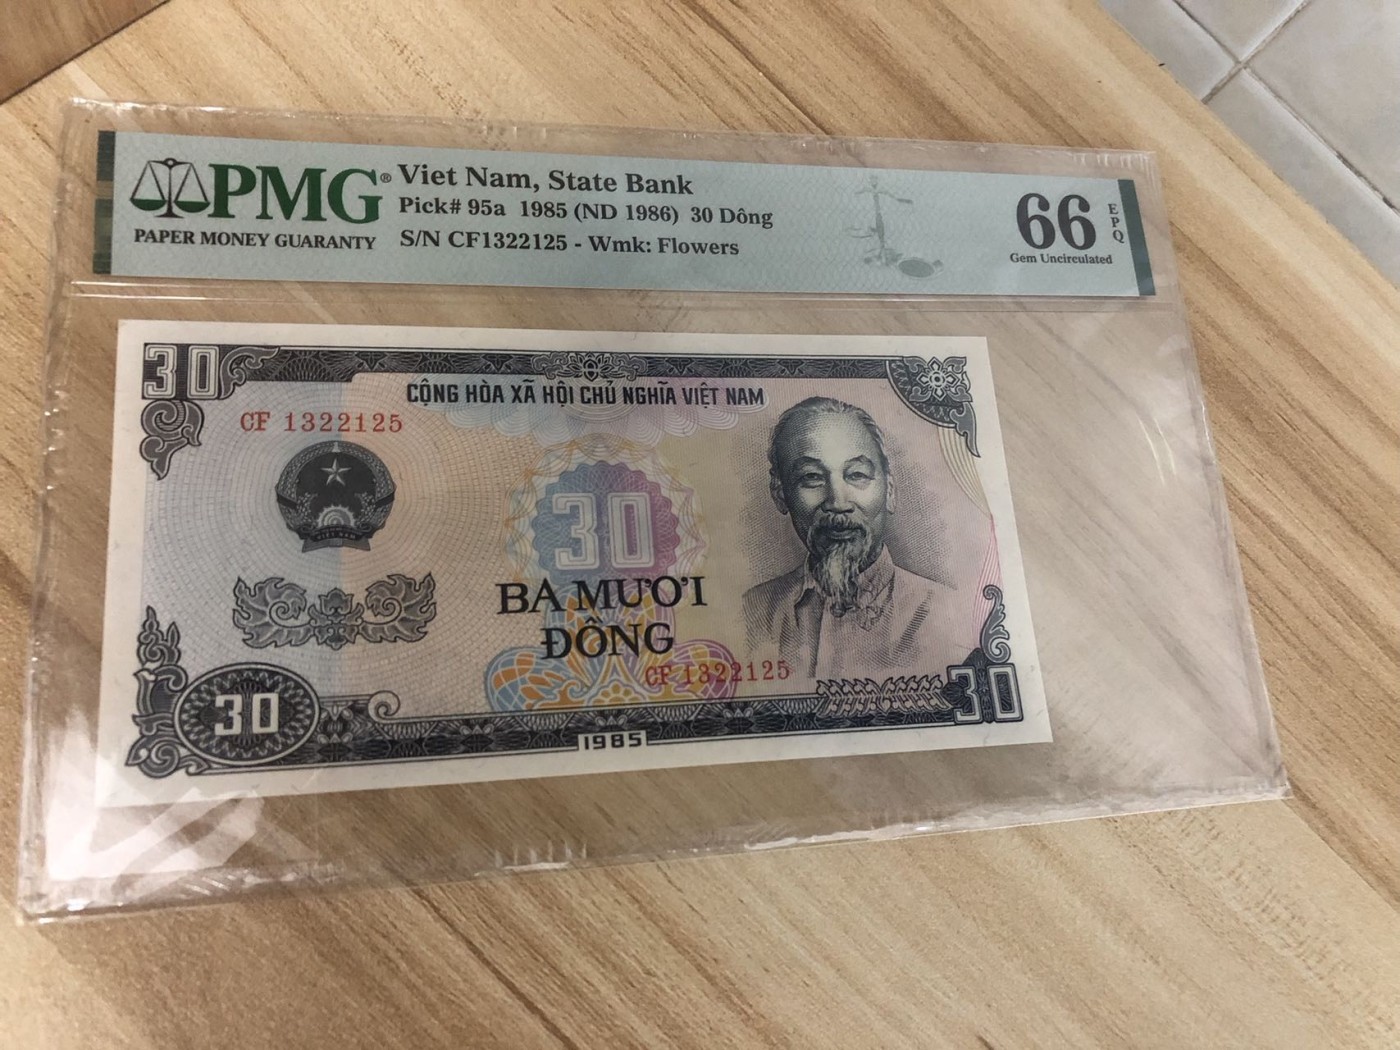 PMG®
PAPER MONEY GUARANTY
Viet Nam, State Bank
Pick# 95a 1985 (ND 1986) 30 Dông
S/N CF1322125 - Wmk: Flowers
66
EPQ
Gem Uncirculated
30
CỘNG HÒA XÃ HỘI CHỦ NGHĨA VIỆT NAM
CF 1322125
VIỆT NAM
30
BA MƯƠI
ĐỒNG
CF 1322125
30
30
1985